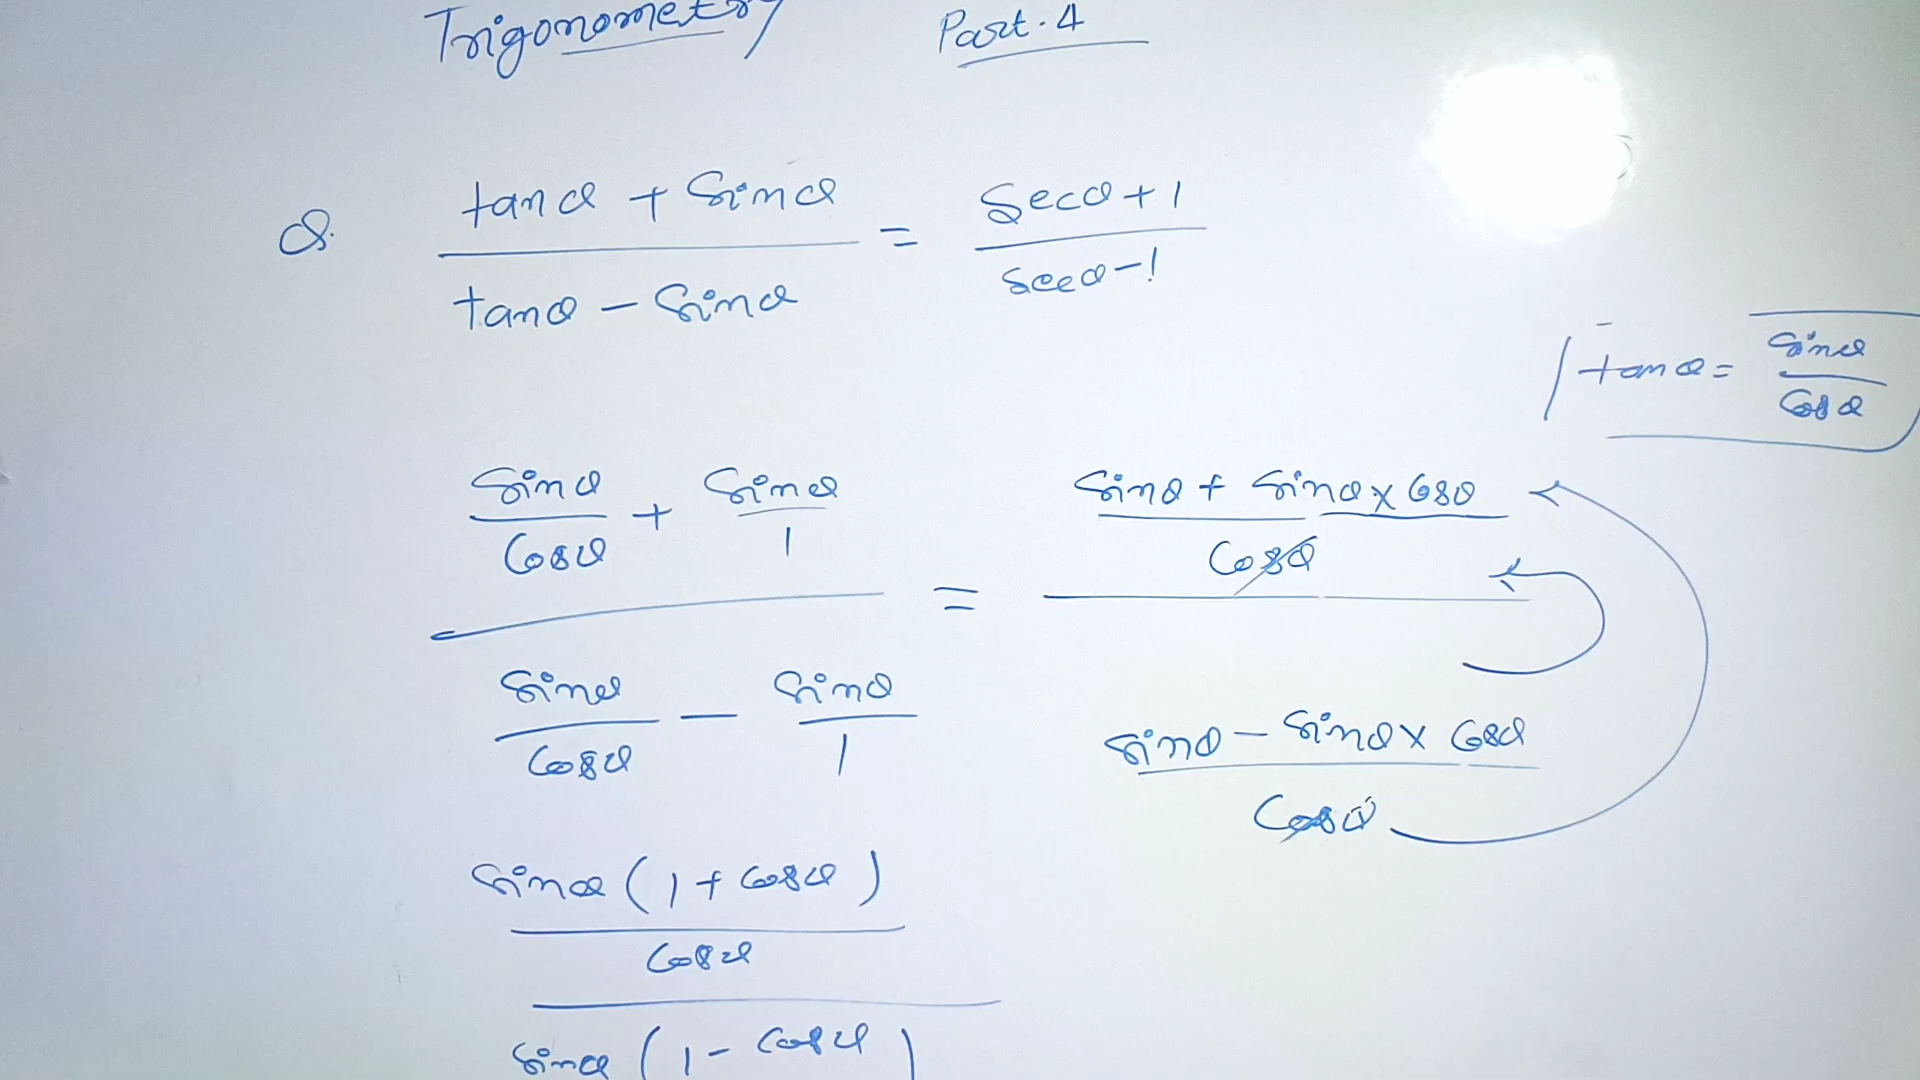 Trigonometry Part. 4
Q. tanθ + Sinθ / tanθ - Sinθ = Secθ + 1 / Secθ - 1
tanθ = Sinθ / Cosθ
Sinθ / Cosθ + Sinθ / 1 = Sinθ + Sinθ x Cosθ / Cosθ
Sinθ / Cosθ - Sinθ / 1 Sinθ - Sinθ x Cosθ / Cosθ
Sinθ ( 1 + Cosθ )
Cosθ
Sinθ ( 1 - Cosθ )